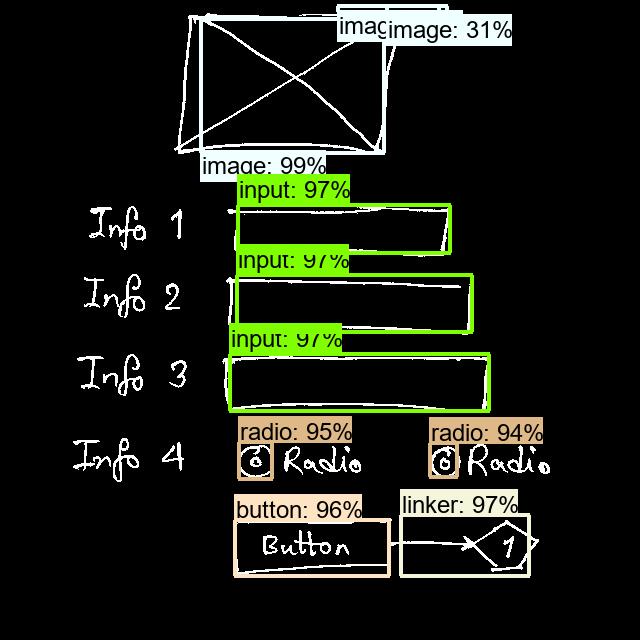 image: 31%
image: 99%
input: 97%
Info 1
input: 97%
Info 2
input: 97%
Info 3
radio: 95% radio: 94%
Info 4 Radio Radio
button: 96% linker: 97%
Button 1